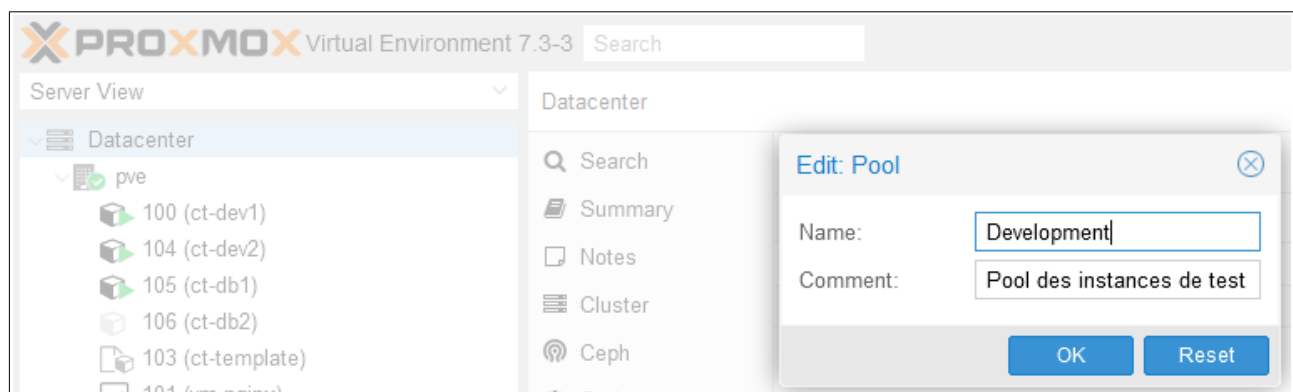 PROXMOX Virtual Environment 7.3-3 Search
Server View
Datacenter
pve
100 (ct-dev1)
104 (ct-dev2)
105 (ct-db1)
106 (ct-db2)
103 (ct-template)
Datacenter
Search
Summary
Notes
Cluster
Ceph
Edit: Pool
Name: Development
Comment: Pool des instances de test
OK Reset